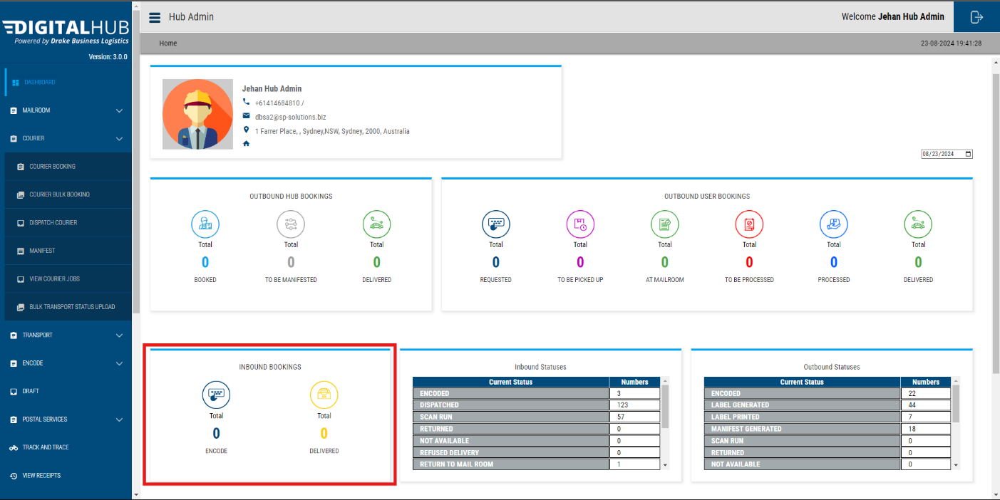 DIGITALHUB
Powered by Drake Business Logistics
Version: 3.0.0
DASHBOARD
MAILROOM
COURIER
COURIER BOOKING
COURIER BULK BOOKING
DISPATCH COURIER
MANIFEST
VIEW COURIER JOBS
BULK TRANSPORT STATUS UPLOAD
TRANSPORT
ENCODE
DRAFT
POSTAL SERVICES
TRACK AND TRACE
VIEW RECEIPTS
Hub Admin
Welcome Jehan Hub Admin
Home
23-08-2024 19:41:28
Jehan Hub Admin
+61414684810 /
dbsa2@sp-solutions.biz
1 Farrer Place, , Sydney,NSW, Sydney, 2000, Australia
08/23/2024
OUTBOUND HUB BOOKINGS
Total Total Total
0 0 0
BOOKED TO BE MANIFESTED DELIVERED
OUTBOUND USER BOOKINGS
Total Total Total Total Total Total
0 0 0 0 0 0
REQUESTED TO BE PICKED UP AT MAILROOM TO BE PROCESSED PROCESSED DELIVERED
INBOUND BOOKINGS
Total Total
0 0
ENCODE DELIVERED
Inbound Statuses
Current Status Numbers
ENCODED 3
DISPATCHED 123
SCAN RUN 57
RETURNED 0
NOT AVAILABLE 0
REFUSED DELIVERY 0
RETURN TO MAIL ROOM 1
Outbound Statuses
Current Status Numbers
ENCODED 22
LABEL GENERATED 44
LABEL PRINTED 7
MANIFEST GENERATED 18
SCAN RUN 0
RETURNED 0
NOT AVAILABLE 0